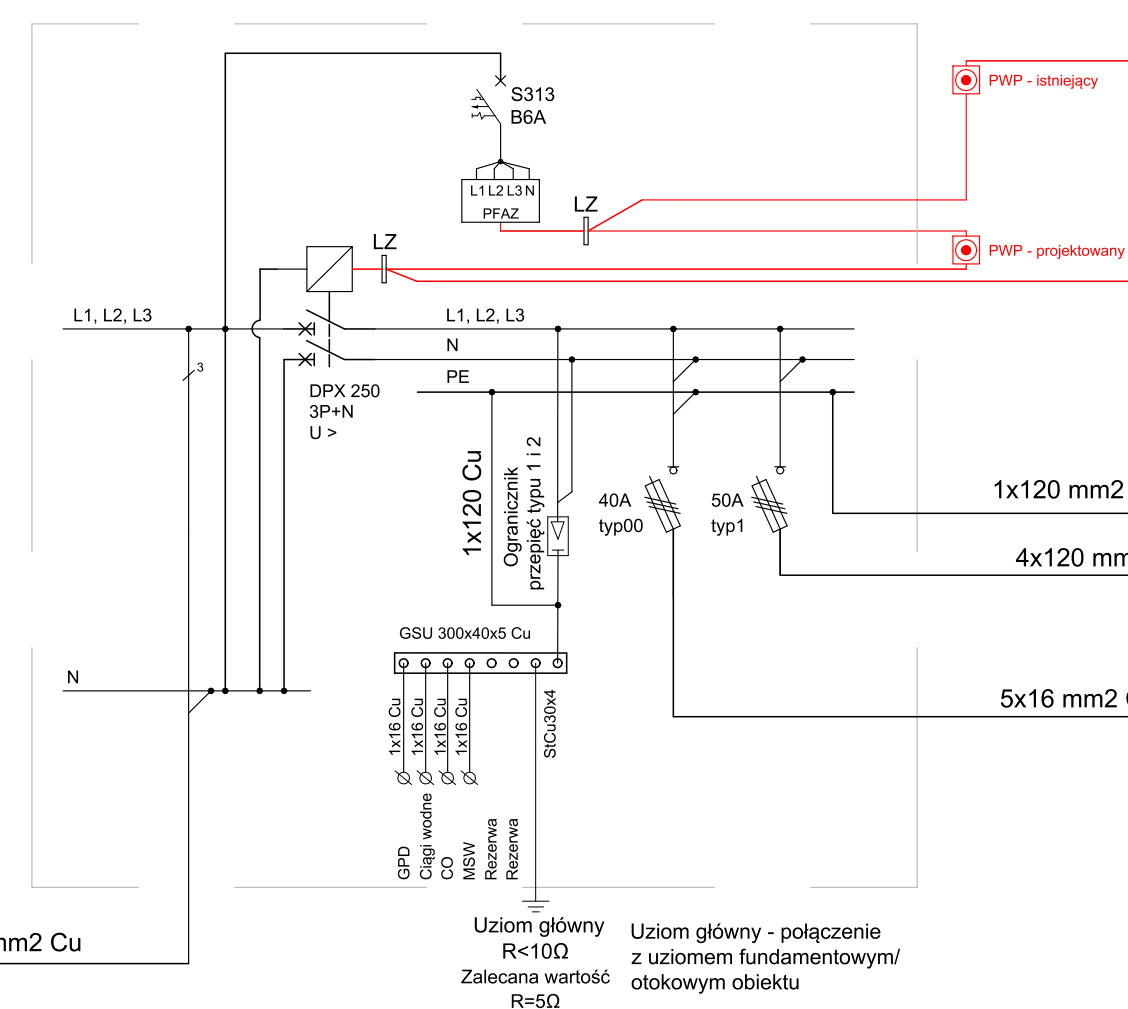 S313
B6A
L1 L2 L3 N
PFAZ
LZ
PWP - istniejący
LZ
PWP - projektowany
L1, L2, L3
L1, L2, L3
N
PE
3
DPX 250
3P+N
U >
1x120 Cu
Ogranicznik
przepięć typu 1 i 2
40A
typ00
50A
typ1
1x120 mm2
4x120 mm
5x16 mm2
GSU 300x40x5 Cu
N
1x16 Cu
1x16 Cu
1x16 Cu
1x16 Cu
StCu30x4
GPD
Ciągi wodne
CO
MSW
Rezerwa
Rezerwa
mm2 Cu
Uziom główny
R<10Ω
Zalecana wartość
R=5Ω
Uziom główny - połączenie
z uziomem fundamentowym/
otokowym obiektu